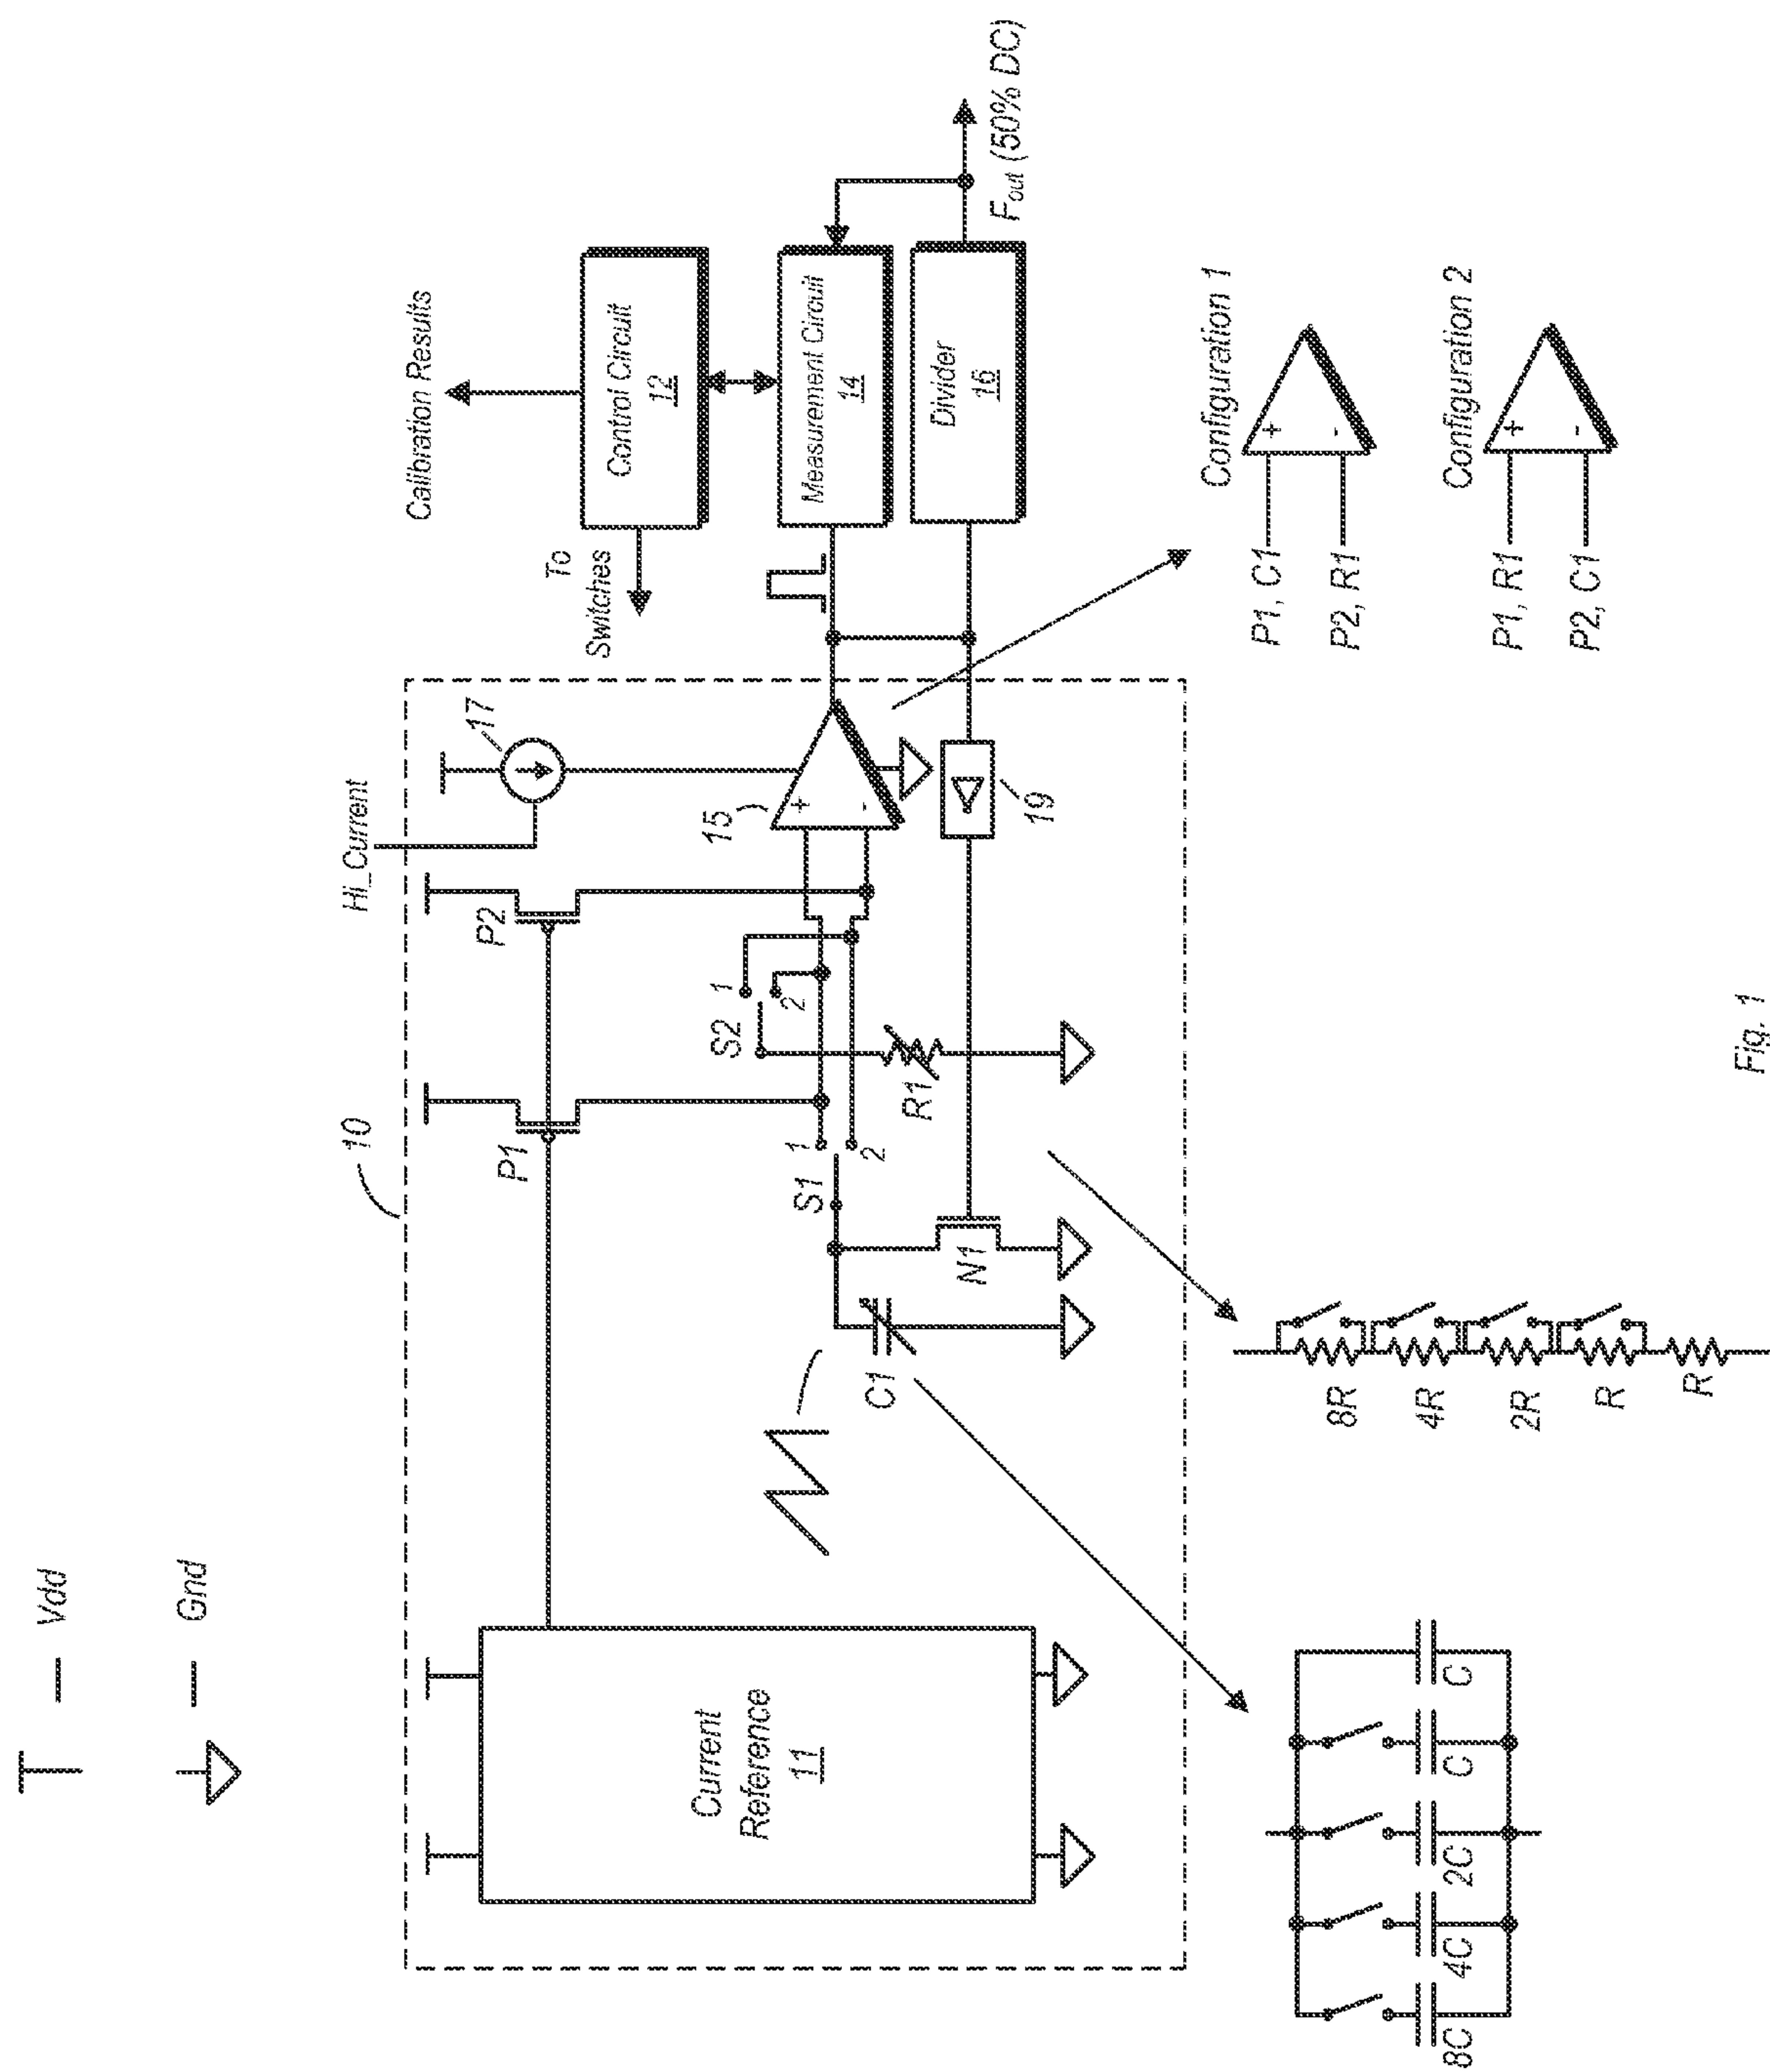 Vdd
Gnd
Calibration Results
To
Switches
Control Circuit
12
Measurement Circuit
14
Divider
16
Fout (50% DC)
10
Hi_Current
17
P1
P2
15
+
-
19
S2
1
2
S1
1
2
R1
N1
C1
Current
Reference
11
Configuration 1
P1, C1
+
P2, R1
-
Configuration 2
P1, R1
+
P2, C1
-
8C
4C
2C
C
C
8R
4R
2R
R
R
Fig. 1